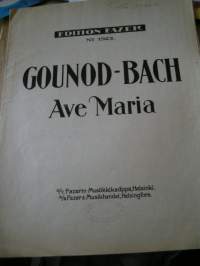 EDITION FAZER
GOUNOD-BACH
Ave Maria
O/Y Fazerin Musiikkikauppa, Helsinki.
A/B Fazers Musikhandel, Helsingfors.